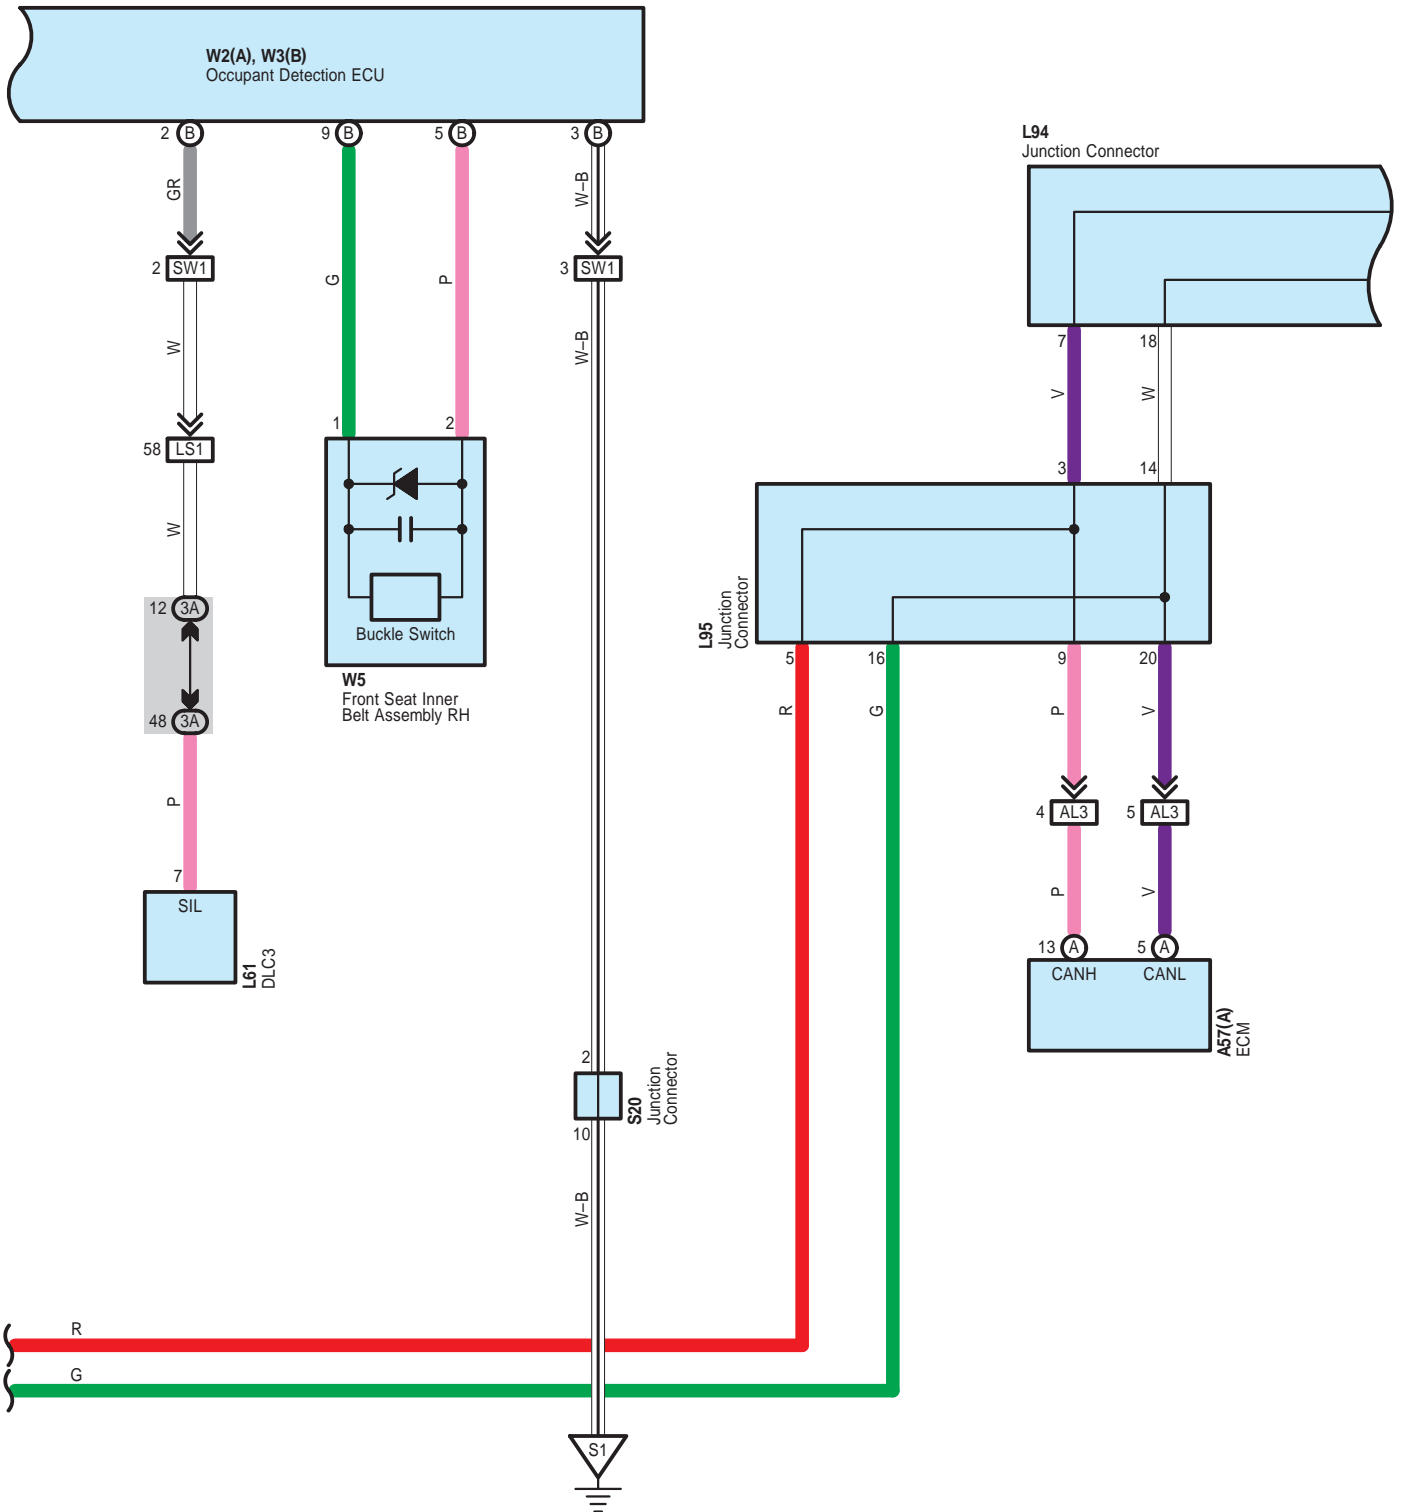 W2(A), W3(B)
Occupant Detection ECU
2 B
9 B
5 B
3 B
GR
W–B
L94
Junction Connector
2 SW1
3 SW1
G
P
W
W–B
7
18
V
W
1
2
58 LS1
3
14
W
Buckle Switch
12 3A
48 3A
W5
Front Seat Inner
Belt Assembly RH
L95
Junction
Connector
5
16
9
20
R
G
P
V
P
4 AL3
5 AL3
7
SIL
L61
DLC3
P
V
13 A
5 A
CANH
CANL
A57(A)
ECM
2
S20
Junction
Connector
10
W–B
R
G
S1